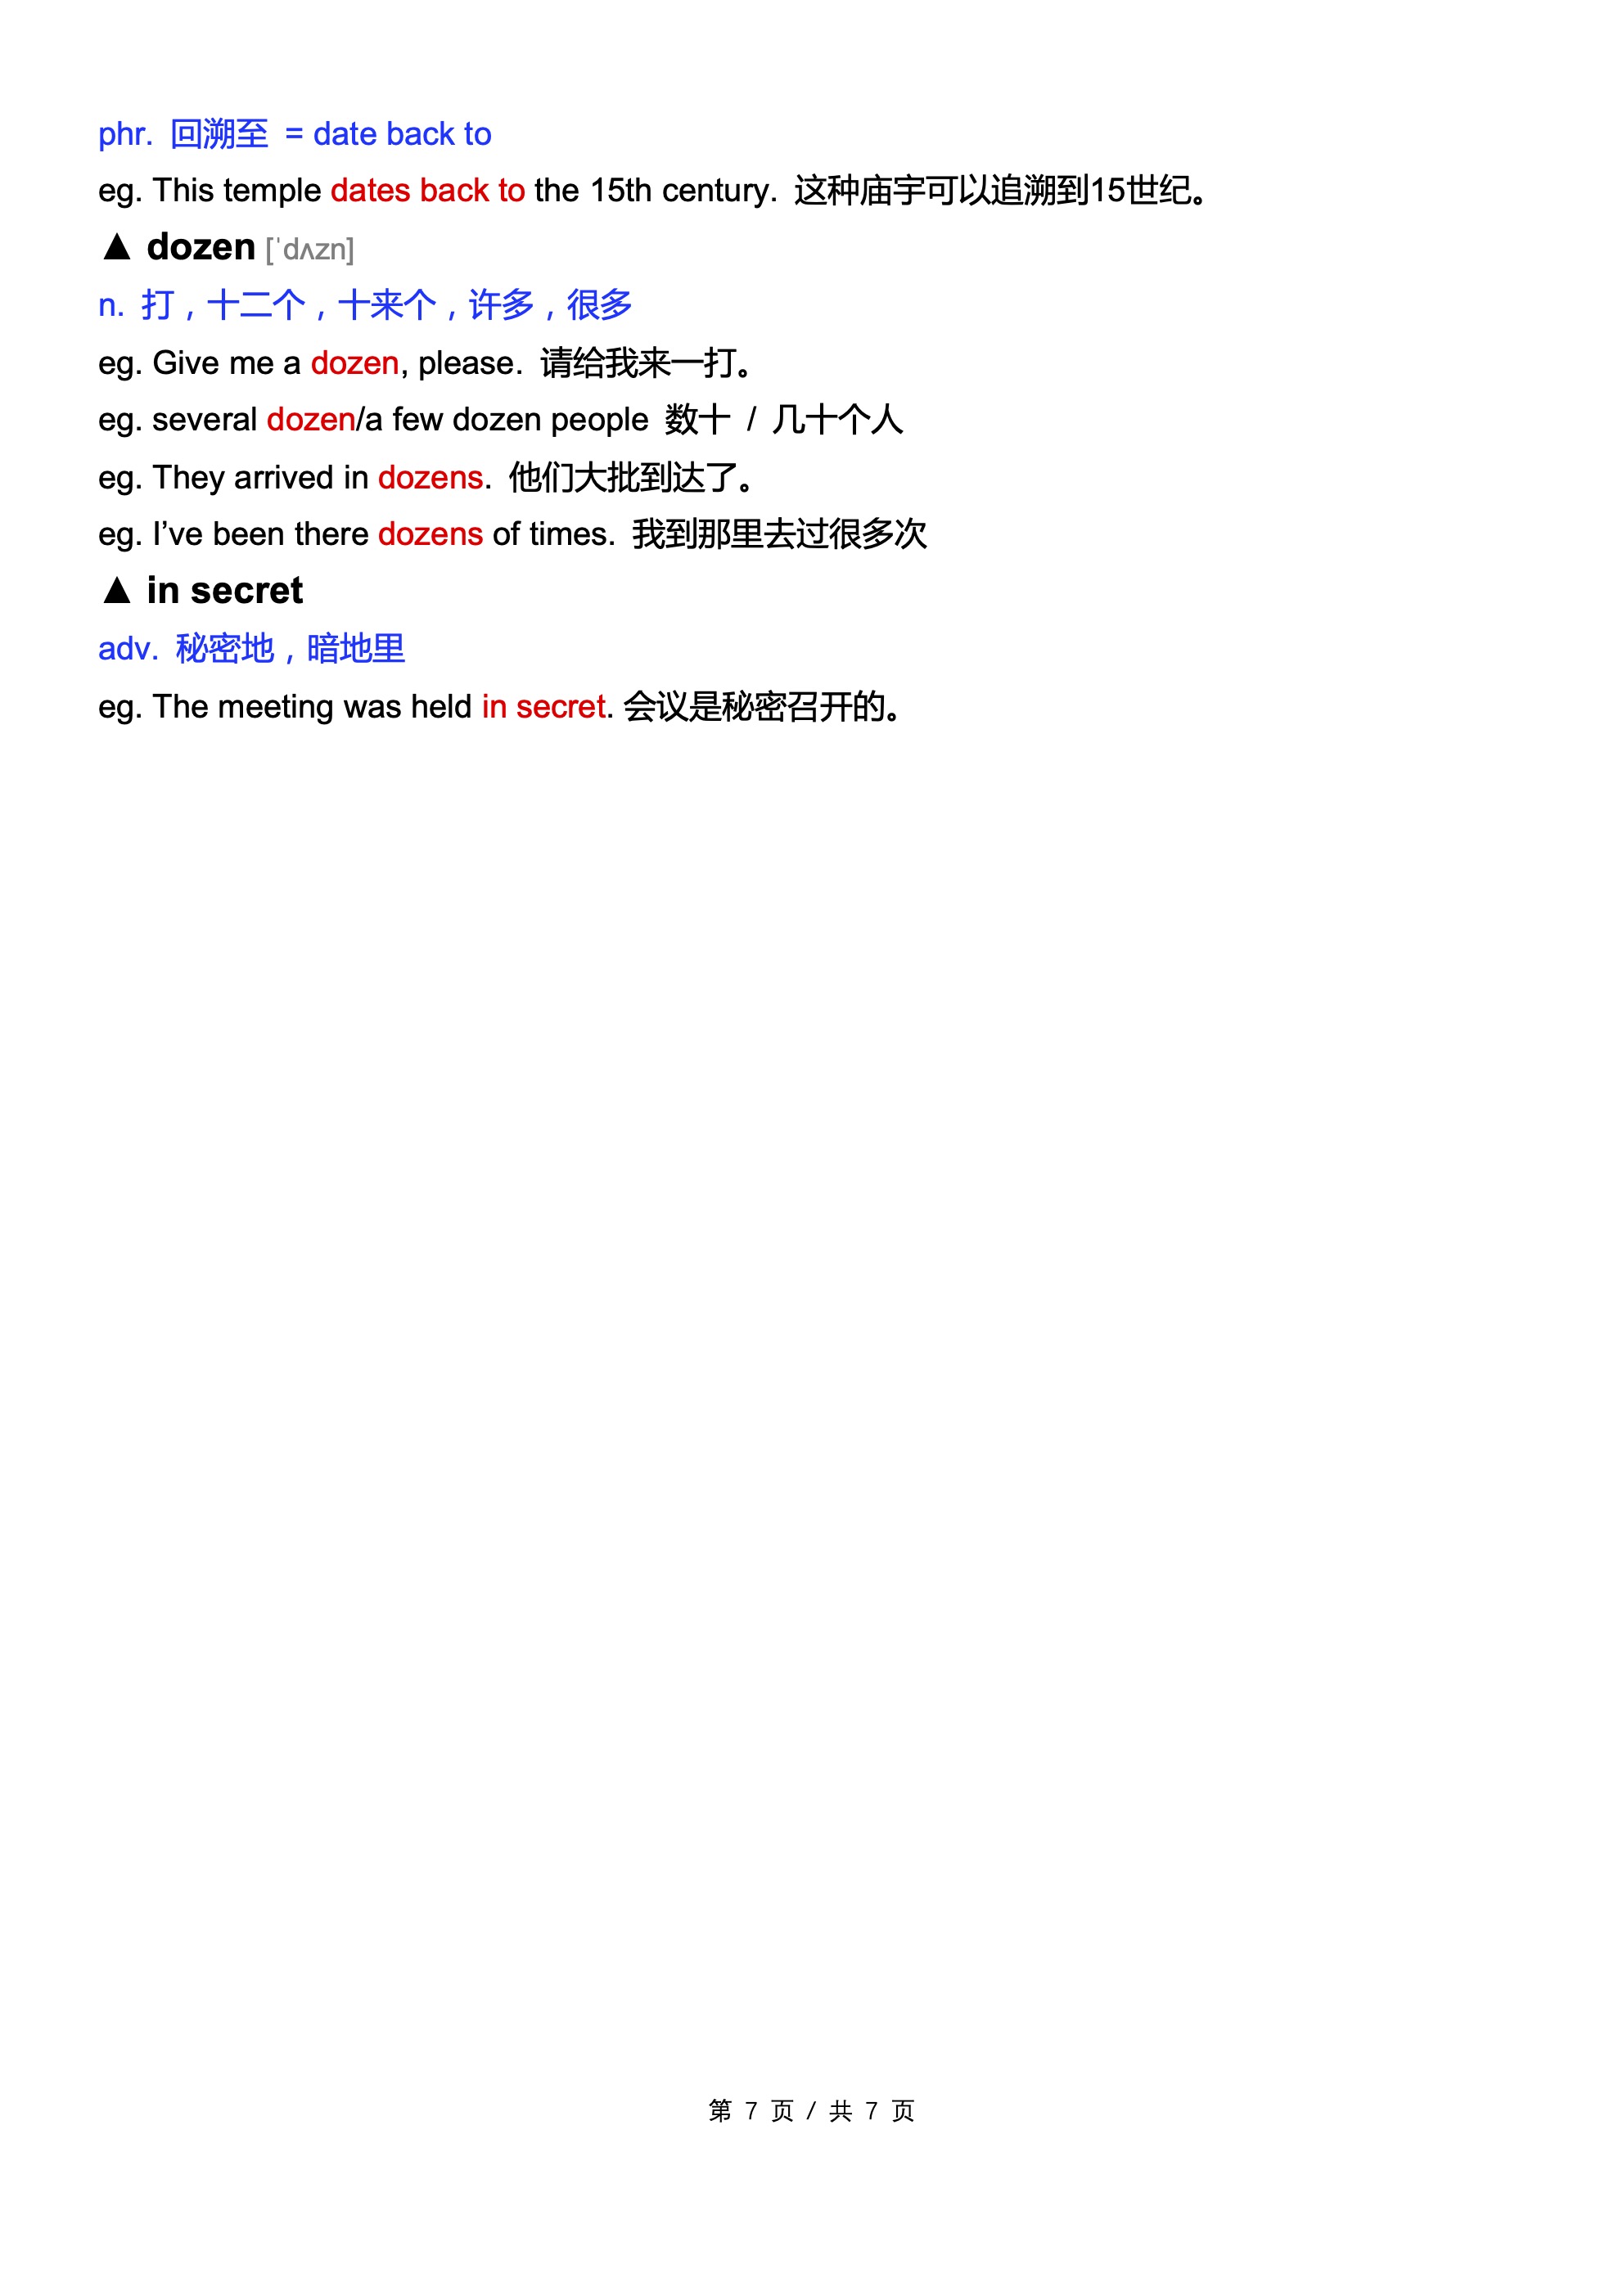 phr. 回溯至 = date back to
eg. This temple dates back to the 15th century. 这种庙宇可以追溯到15世纪。
▲ dozen [ˈdʌzn]
n. 打，十二个，十来个，许多，很多
eg. Give me a dozen, please. 请给我来一打。
eg. several dozen/a few dozen people 数十 / 几十个人
eg. They arrived in dozens. 他们大批到达了。
eg. I’ve been there dozens of times. 我到那里去过很多次
▲ in secret
adv. 秘密地，暗地里
eg. The meeting was held in secret. 会议是秘密召开的。
第 7 页 / 共 7 页